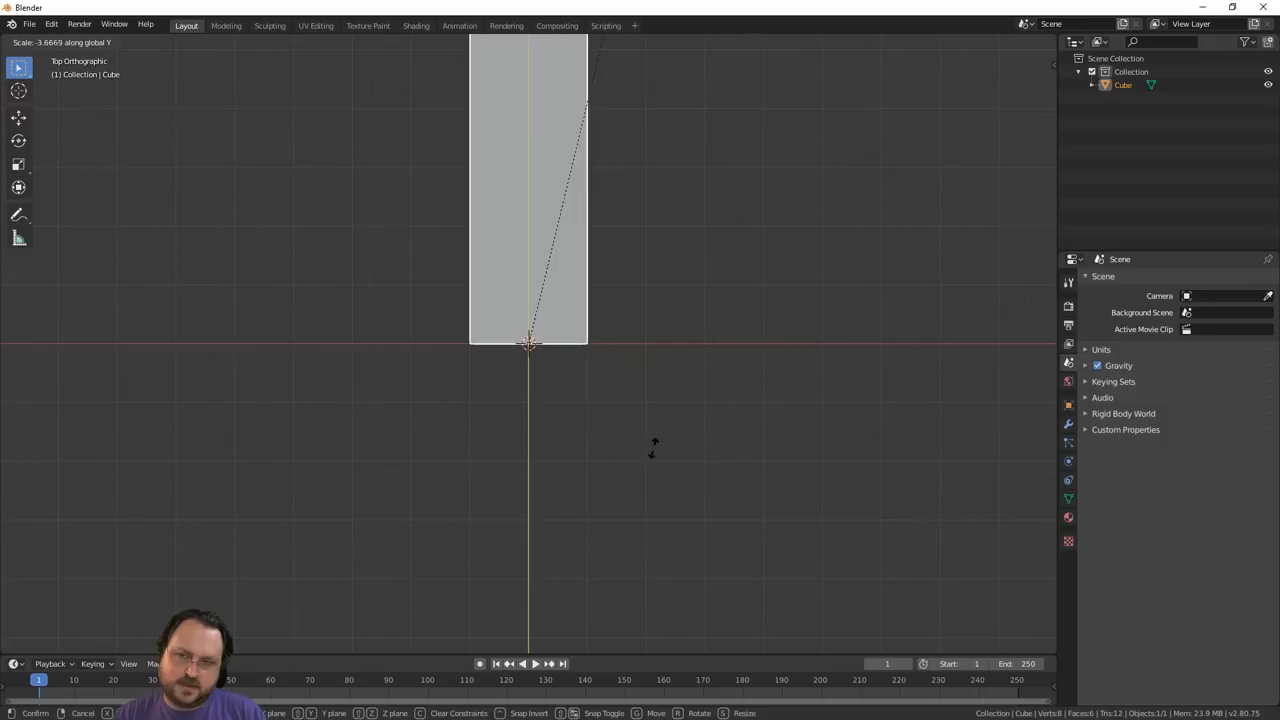 Blender
File Edit Render Window Help Layout Modeling Sculpting UV Editing Texture Paint Shading Animation Rendering Compositing Scripting + Scene View Layer
Scale: -3.6669 along global Y
Top Orthographic
(1) Collection | Cube
Scene Collection
Collection
Cube
Scene
Scene
Camera
Background Scene
Active Movie Clip
Units
Gravity
Keying Sets
Audio
Rigid Body World
Custom Properties
Playback Keying View 1 Start: 1 End: 250
1 10 20 30 40 50 60 70 80 90 100 110 120 130 140 150 160 170 180 190 200 210 220 230 240 250
Confirm Cancel X plane Y Y plane Z Z plane C Clear Constraints Snap Invert Snap Toggle G Move R Rotate S Resize Collection | Cube | Verts:8 | Faces:6 | Tris:12 | Objects:1/1 | Mem: 23.9 MB | v2.80.75